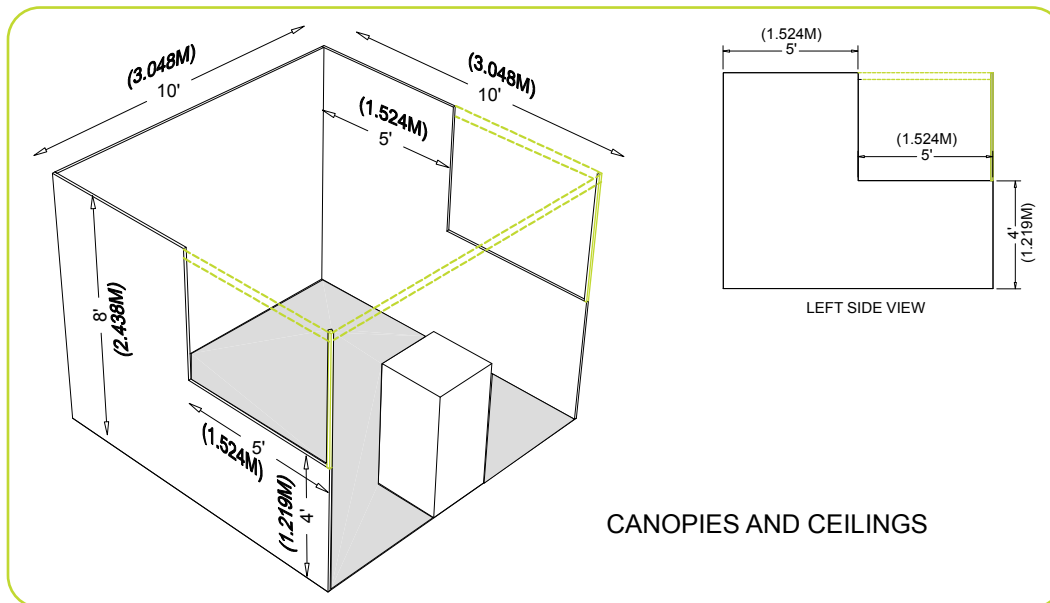 (3.048M)
10'
(3.048M)
10'
(1.524M)
5'
8'
(2.438M)
5'
(1.524M)
(1.219M)
4'
(1.524M)
5'
(1.524M)
5'
4'
(1.219M)
LEFT SIDE VIEW
CANOPIES AND CEILINGS